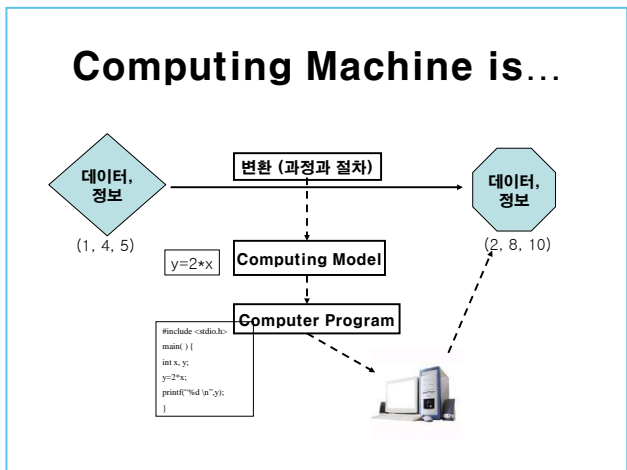 Computing Machine is...
변환 (과정과 절차)
데이터,
정보
데이터,
정보
(1, 4, 5)
(2, 8, 10)
y=2*x
Computing Model
Computer Program
#include <stdio.h>
main( ) {
int x, y;
y=2*x;
printf("%d \n",y);
}